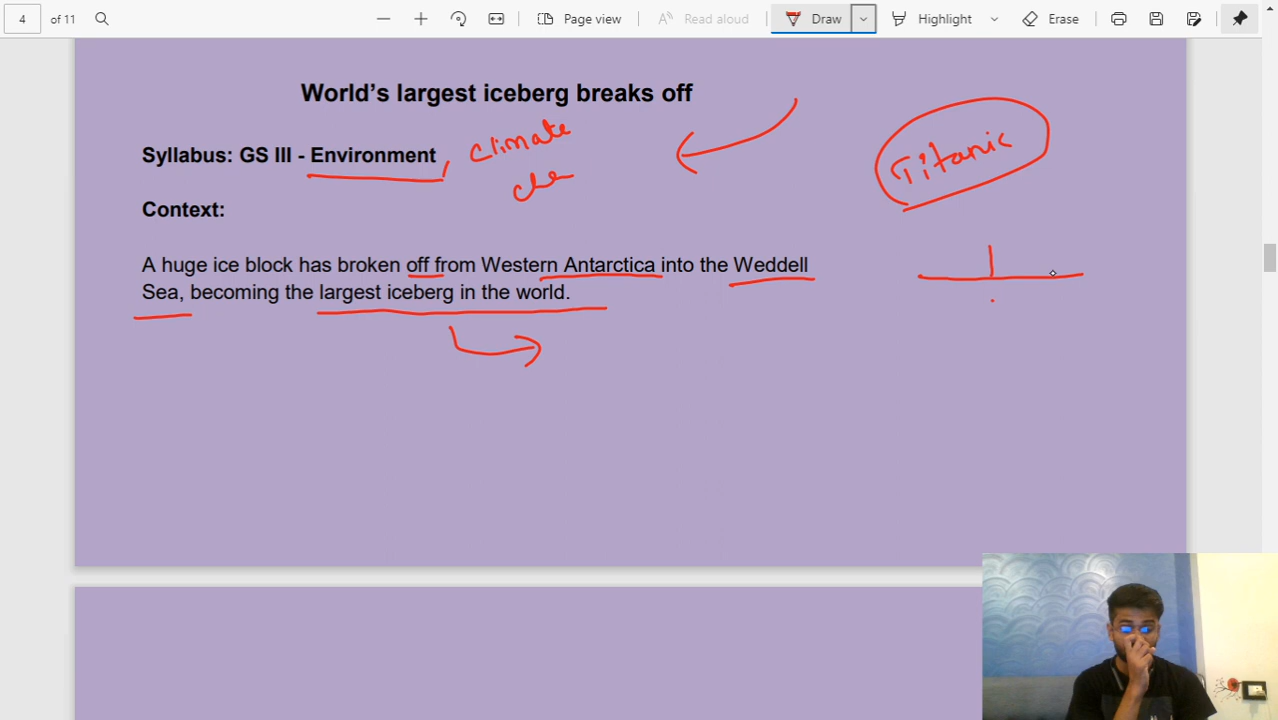 4 of 11 Page view Read aloud Draw Highlight Erase
World's largest iceberg breaks off
Syllabus: GS III - Environment, climate
che
Titanic
Context:
A huge ice block has broken off from Western Antarctica into the Weddell
Sea, becoming the largest iceberg in the world.